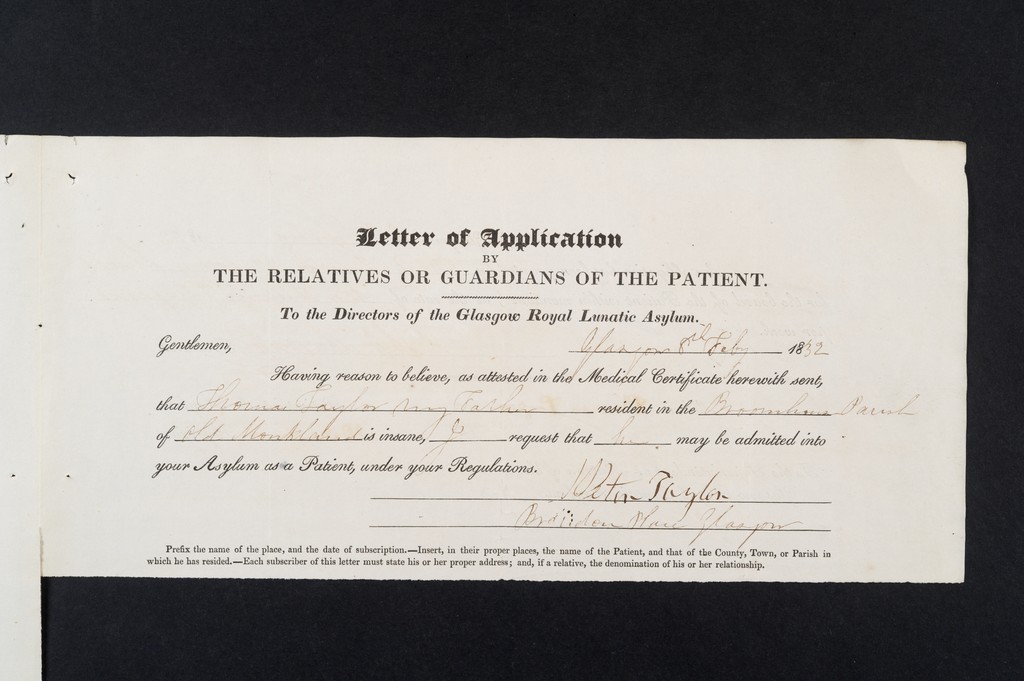 Letter of Application
BY
THE RELATIVES OR GUARDIANS OF THE PATIENT.
To the Directors of the Glasgow Royal Lunatic Asylum.
Gentlemen, Glasgow 8th Feby 1832
Having reason to believe, as attested in the Medical Certificate herewith sent,
that Thomas Taylor my Father resident in the Parish
of Old Monkland is insane, I request that he may be admitted into
your Asylum as a Patient, under your Regulations.
Taylor
Place Glasgow
Prefix the name of the place, and the date of subscription.—Insert, in their proper places, the name of the Patient, and that of the County, Town, or Parish in
which he has resided.—Each subscriber of this letter must state his or her proper address; and, if a relative, the denomination of his or her relationship.